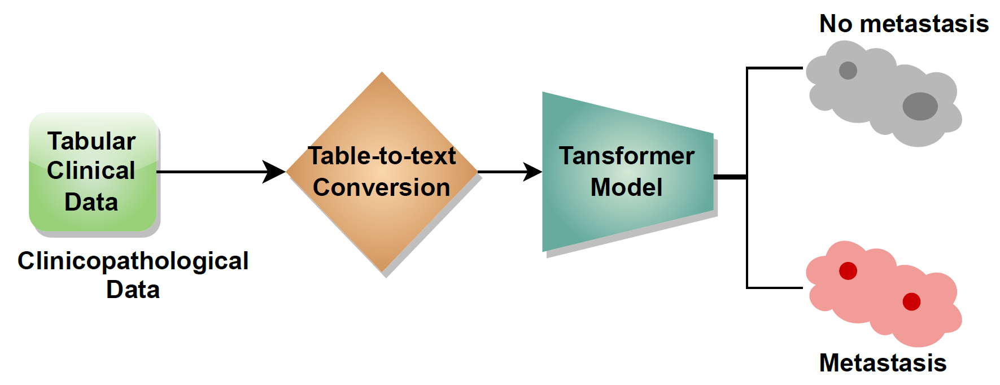 No metastasis
Tabular
Clinical
Data
Table-to-text
Conversion
Tansformer
Model
Clinicopathological
Data
Metastasis